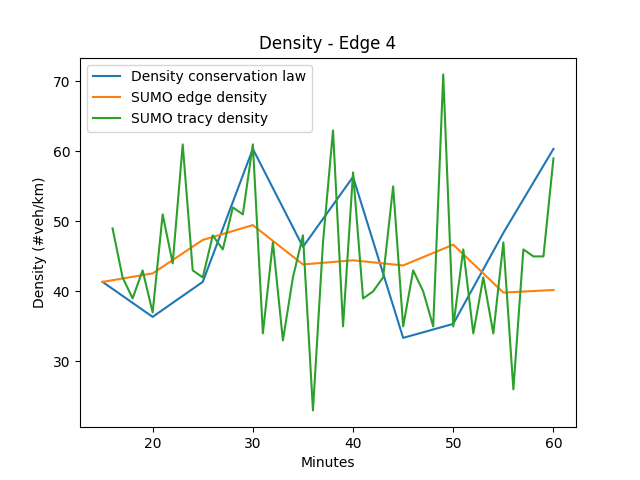 Density - Edge 4
Density conservation law
SUMO edge density
SUMO tracy density
Density (#veh/km)
70
60
50
40
30
20
30
40
50
60
Minutes